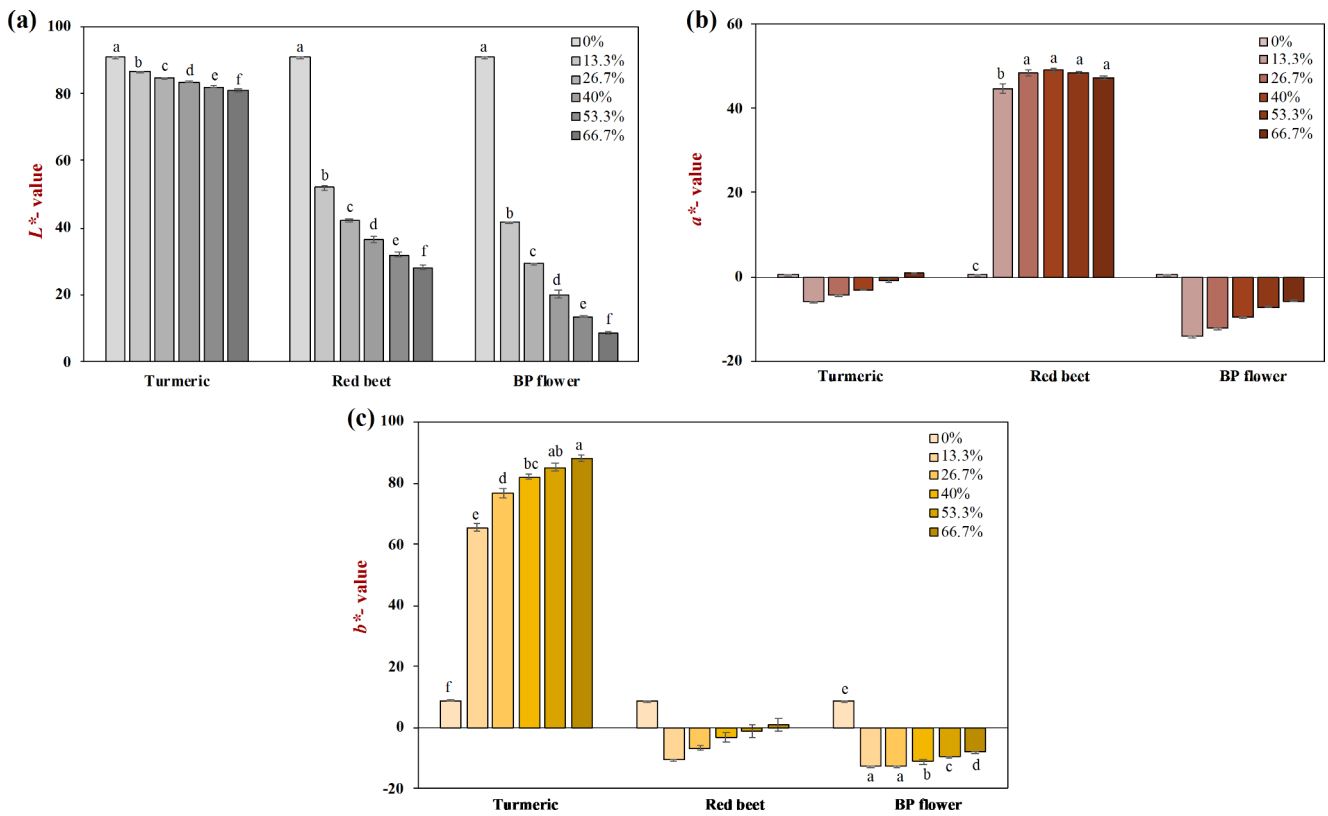 (a)
L*- value
100
80
60
40
20
0
a b c d e f
a b c d e f
a b c d e f
0%
13.3%
26.7%
40%
53.3%
66.7%
Turmeric Red beet BP flower
(b)
a*- value
60
40
20
0
-20
c b a a a a
0%
13.3%
26.7%
40%
53.3%
66.7%
Turmeric Red beet BP flower
(c)
b*- value
100
80
60
40
20
0
-20
f e d bc ab a
e a a b c d
0%
13.3%
26.7%
40%
53.3%
66.7%
Turmeric Red beet BP flower